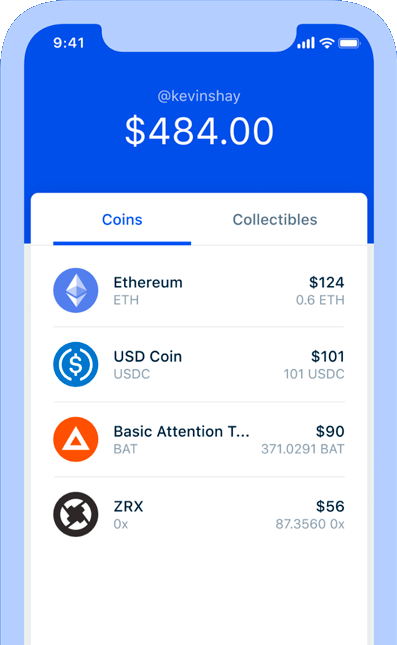 9:41
@kevinshay
$484.00
Coins Collectibles
Ethereum $124
ETH 0.6 ETH
USD Coin $101
USDC 101 USDC
Basic Attention T... $90
BAT 371.0291 BAT
ZRX $56
0x 87.3560 0x